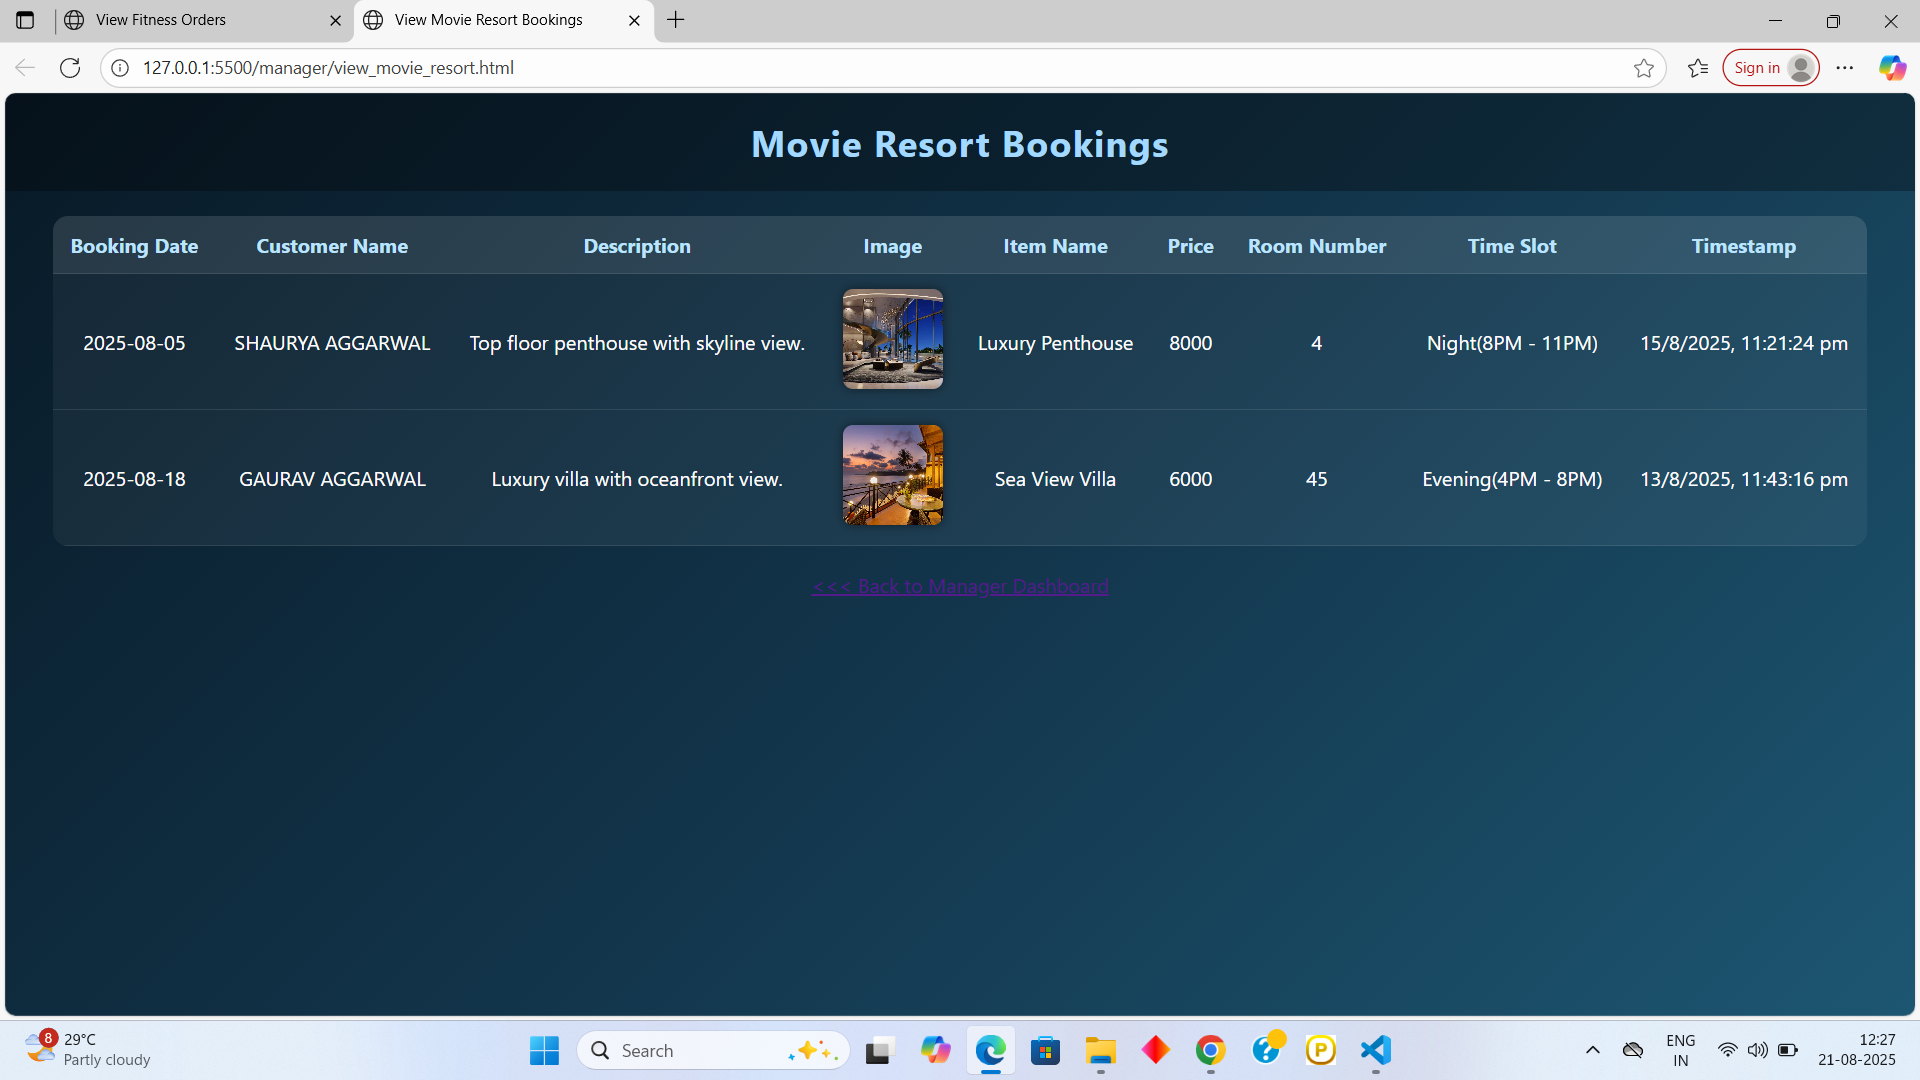 View Fitness Orders
View Movie Resort Bookings
127.0.0.1:5500/manager/view_movie_resort.html
Sign in
Movie Resort Bookings
Booking Date Customer Name Description Image Item Name Price Room Number Time Slot Timestamp
2025-08-05 SHAURYA AGGARWAL Top floor penthouse with skyline view. Luxury Penthouse 8000 4 Night(8PM - 11PM) 15/8/2025, 11:21:24 pm
2025-08-18 GAURAV AGGARWAL Luxury villa with oceanfront view. Sea View Villa 6000 45 Evening(4PM - 8PM) 13/8/2025, 11:43:16 pm
<<< Back to Manager Dashboard
8
29°C
Partly cloudy
Search
P
ENG
IN
12:27
21-08-2025